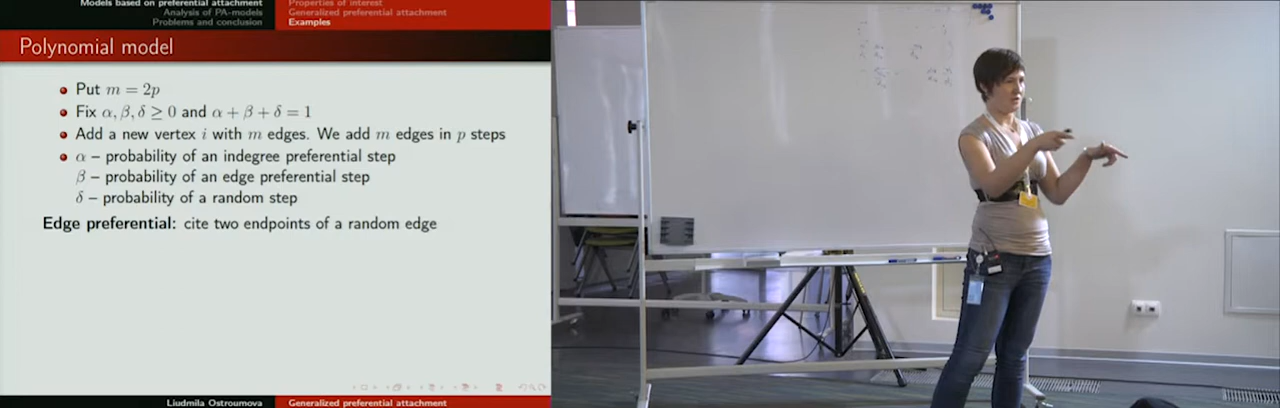 Models based on preferential attachment
Analysis of PA-models
Problems and conclusion
Properties of interest
Generalized preferential attachment
Examples
Polynomial model
Put m = 2p
Fix α, β, δ ≥ 0 and α + β + δ = 1
Add a new vertex i with m edges. We add m edges in p steps
α – probability of an indegree preferential step
β – probability of an edge preferential step
δ – probability of a random step
Edge preferential: cite two endpoints of a random edge
Liudmila Ostroumova
Generalized preferential attachment